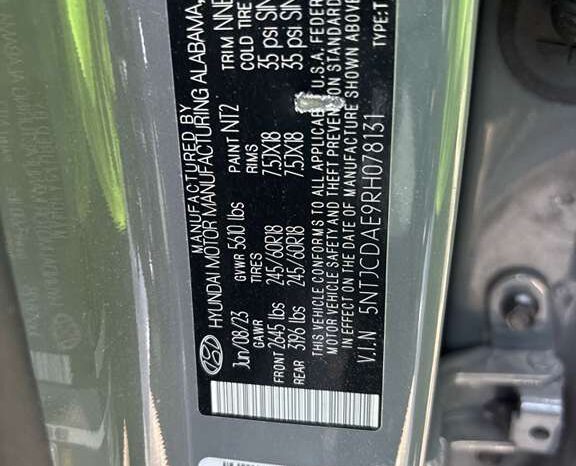 MANUFACTURED BY
HYUNDAI MOTOR MANUFACTURING ALABAMA,
Jun/08/23 GVWR 5610 lbs PAINT NT2 TRIM NNB
GAWR TIRES RIMS COLD TIRE
FRONT 2645 lbs 245/60R18 7.5JX18 35 psi SIN
REAR 3196 lbs 245/60R18 7.5JX18 35 psi SIN
THIS VEHICLE CONFORMS TO ALL APPLICABLE U.S.A. FEDER
MOTOR VEHICLE SAFETY AND THEFT PREVENTION STANDAR
IN EFFECT ON THE DATE OF MANUFACTURE SHOWN ABOVE
V.I.N 5NTJCDAE9RH078131 TYPE:T